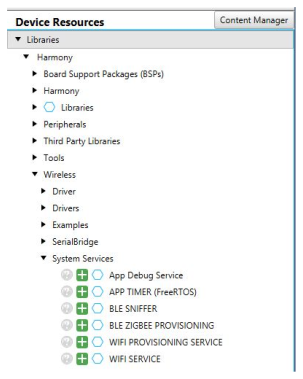 Device Resources
Content Manager
Libraries
Harmony
Board Support Packages (BSPs)
Harmony
Libraries
Peripherals
Third Party Libraries
Tools
Wireless
Driver
Drivers
Examples
SerialBridge
System Services
App Debug Service
APP TIMER (FreeRTOS)
BLE SNIFFER
BLE ZIGBEE PROVISIONING
WIFI PROVISIONING SERVICE
WIFI SERVICE